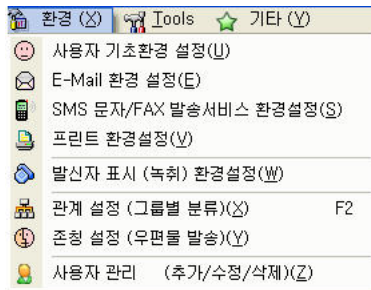 환경 (X) Tools 기타 (Y)
사용자 기초환경 설정(U)
E-Mail 환경 설정(E)
SMS 문자/FAX 발송서비스 환경설정(S)
프린트 환경설정(V)
발신자 표시 (녹취) 환경설정(W)
관계 설정 (그룹별 분류)(X) F2
존칭 설정 (우편물 발송)(Y)
사용자 관리 (추가/수정/삭제)(Z)